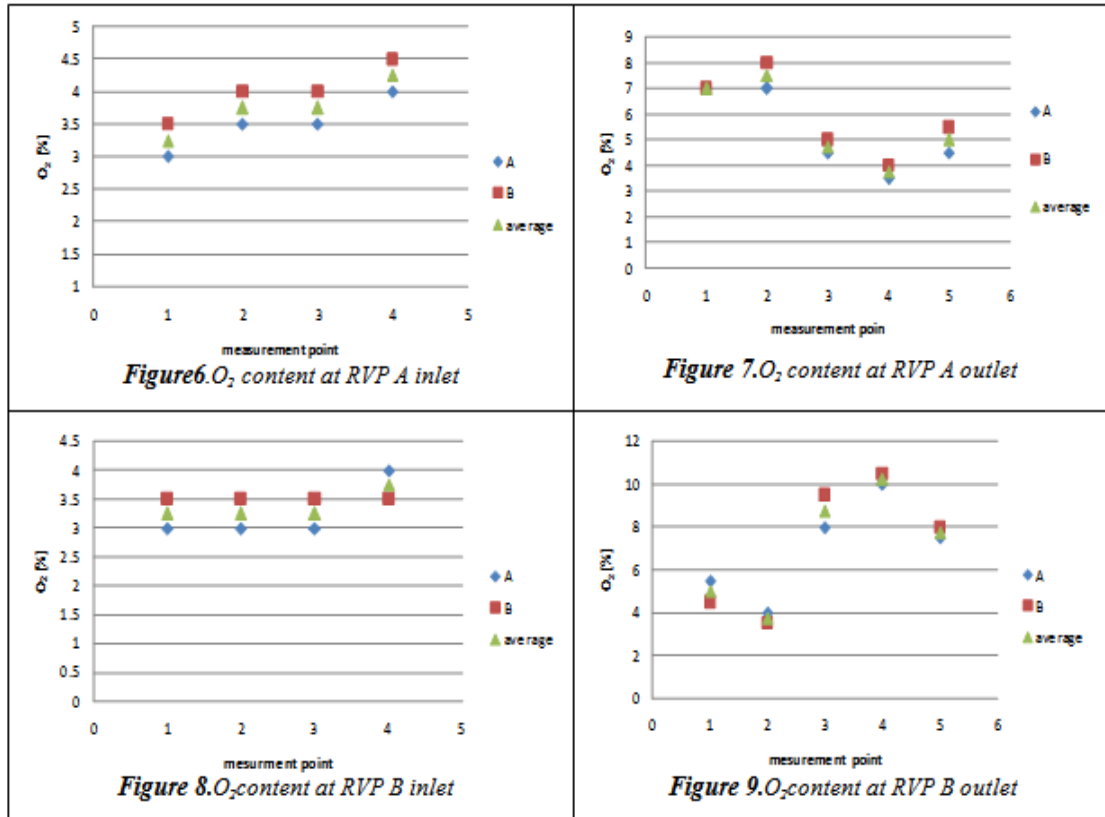 5
4.5
4
3.5
3
2.5
2
1.5
1
O₂ [%]
0 1 2 3 4 5
measurement point
A
B
average
Figure6.O₂ content at RVP A inlet
9
8
7
6
5
4
3
2
1
0
O₂ [%]
0 1 2 3 4 5 6
measurement poin
A
B
average
Figure 7.O₂ content at RVP A outlet
4.5
4
3.5
3
2.5
2
1.5
1
0.5
0
O₂ [%]
0 1 2 3 4 5
mesurment point
A
B
average
Figure 8.O₂content at RVP B inlet
12
10
8
6
4
2
0
O₂ [%]
0 1 2 3 4 5 6
mesurment point
A
B
average
Figure 9.O₂content at RVP B outlet